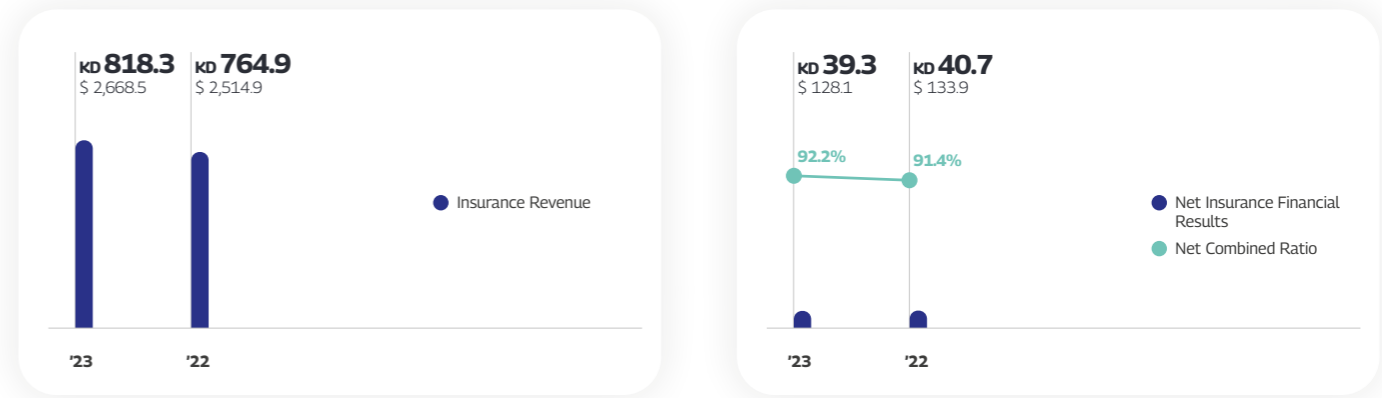 KD 818.3 KD 764.9
$ 2,668.5 $ 2,514.9
Insurance Revenue
’23 ’22
KD 39.3 KD 40.7
$ 128.1 $ 133.9
92.2% 91.4%
Net Insurance Financial
Results
Net Combined Ratio
’23 ’22